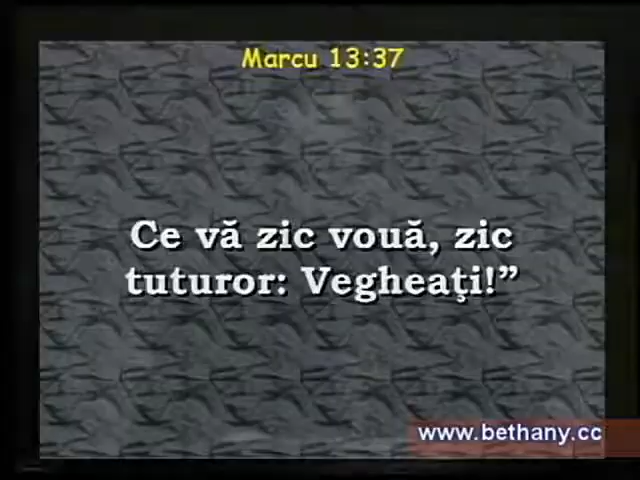 Marcu 13:37
Ce vă zic vouă, zic
tuturor: Vegheaţi!”
www.bethany.cc